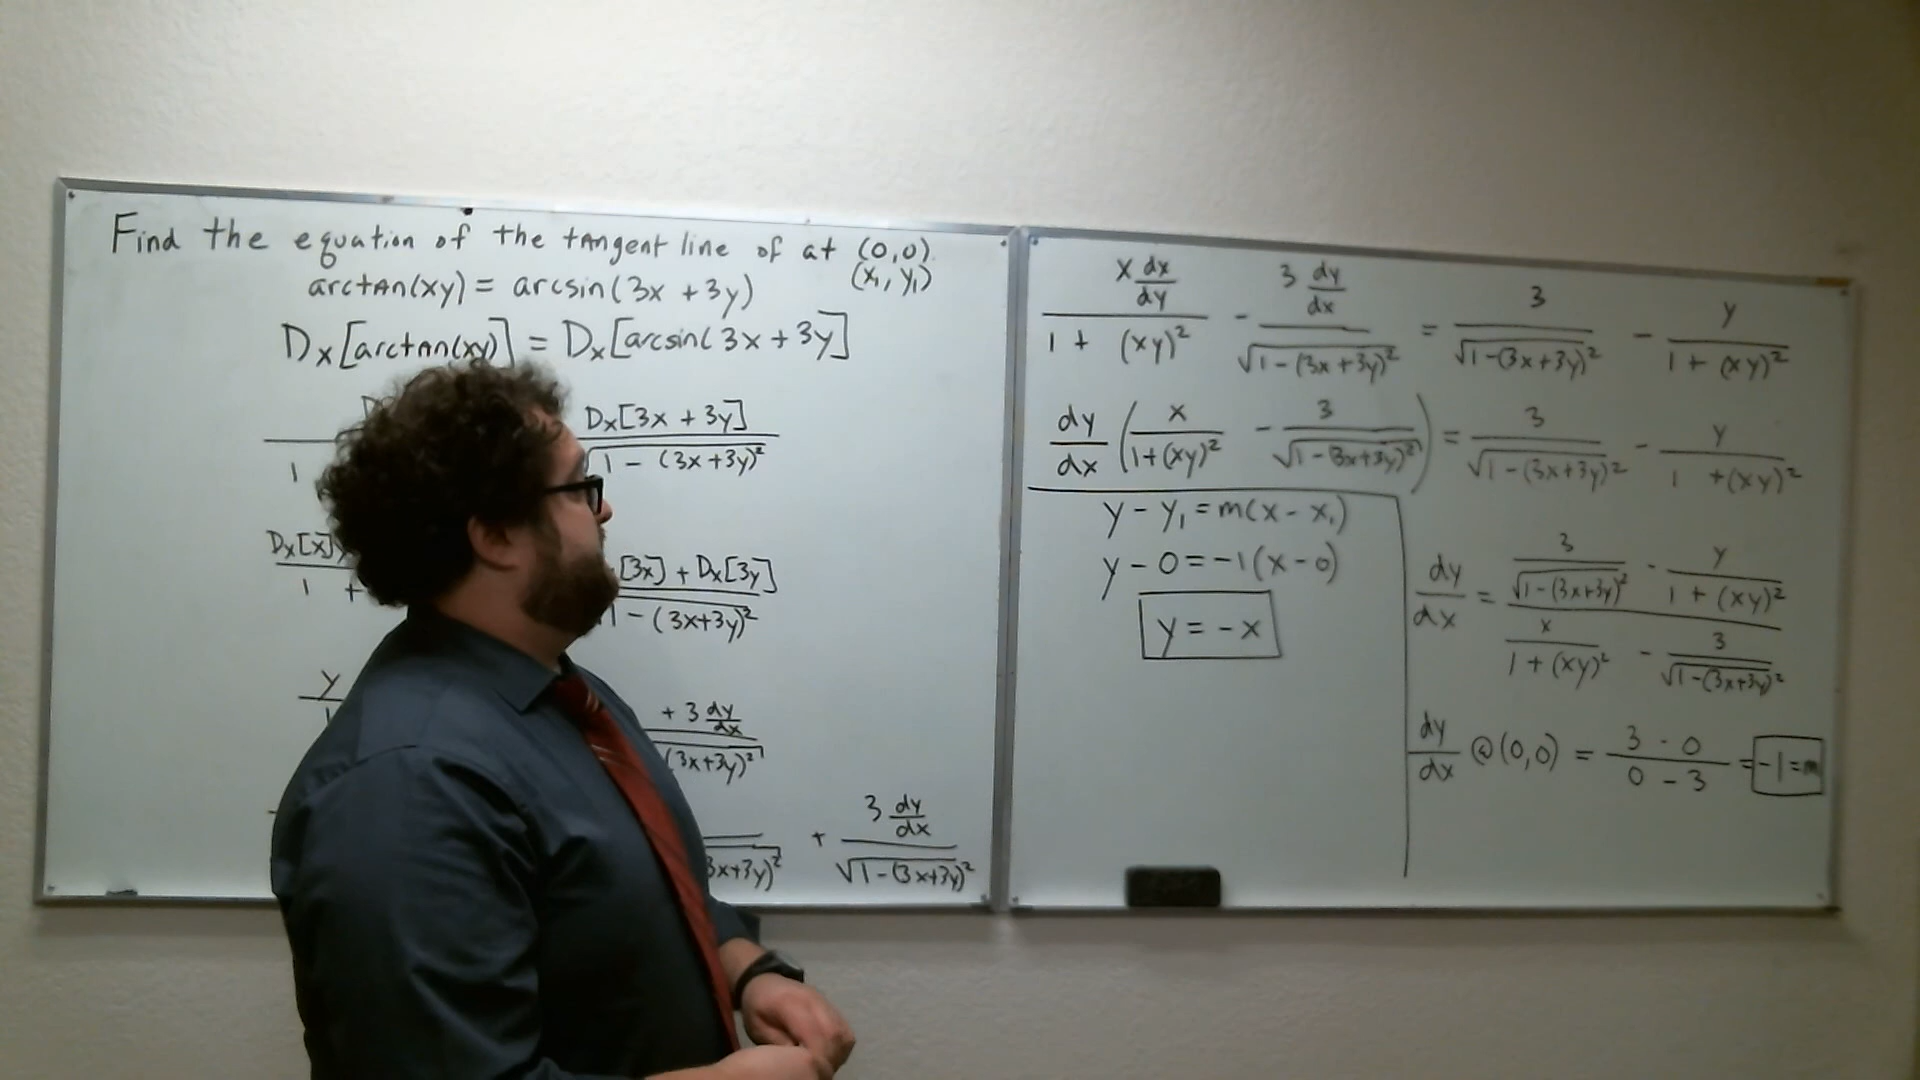 Find the equation of the tangent line of at (0,0)
(x₁, y₁)
arctan(xy) = arcsin(3x + 3y)
Dx[arctan(xy)] = Dx[arcsin(3x + 3y]
Dx[3x + 3y]
1
√1 - (3x+3y)²
Dx[x]
[3x] + Dx[3y]
1 +
1 - (3x+3y)²
y
+ 3 dy/dx
(3x+3y)²
+ 3 dy/dx
3x+3y)²
√1-(3x+3y)²
x dx/dy / 1 + (xy)² - 3 dy/dx / √1-(3x+3y)² = 3 / √1-(3x+3y)² - y / 1 + (xy)²
dy/dx (x / 1+(xy)² - 3 / √1-(3x+3y)²) = 3 / √1-(3x+3y)² - y / 1 + (xy)²
y - y₁ = m(x - x₁)
y - 0 = -1(x - 0)
y = -x
dy/dx = 3 / √1-(3x+3y)² - y / 1 + (xy)²
x / 1 + (xy)² - 3 / √1-(3x+3y)²
dy/dx @ (0,0) = 3 - 0 / 0 - 3 = -1 = m